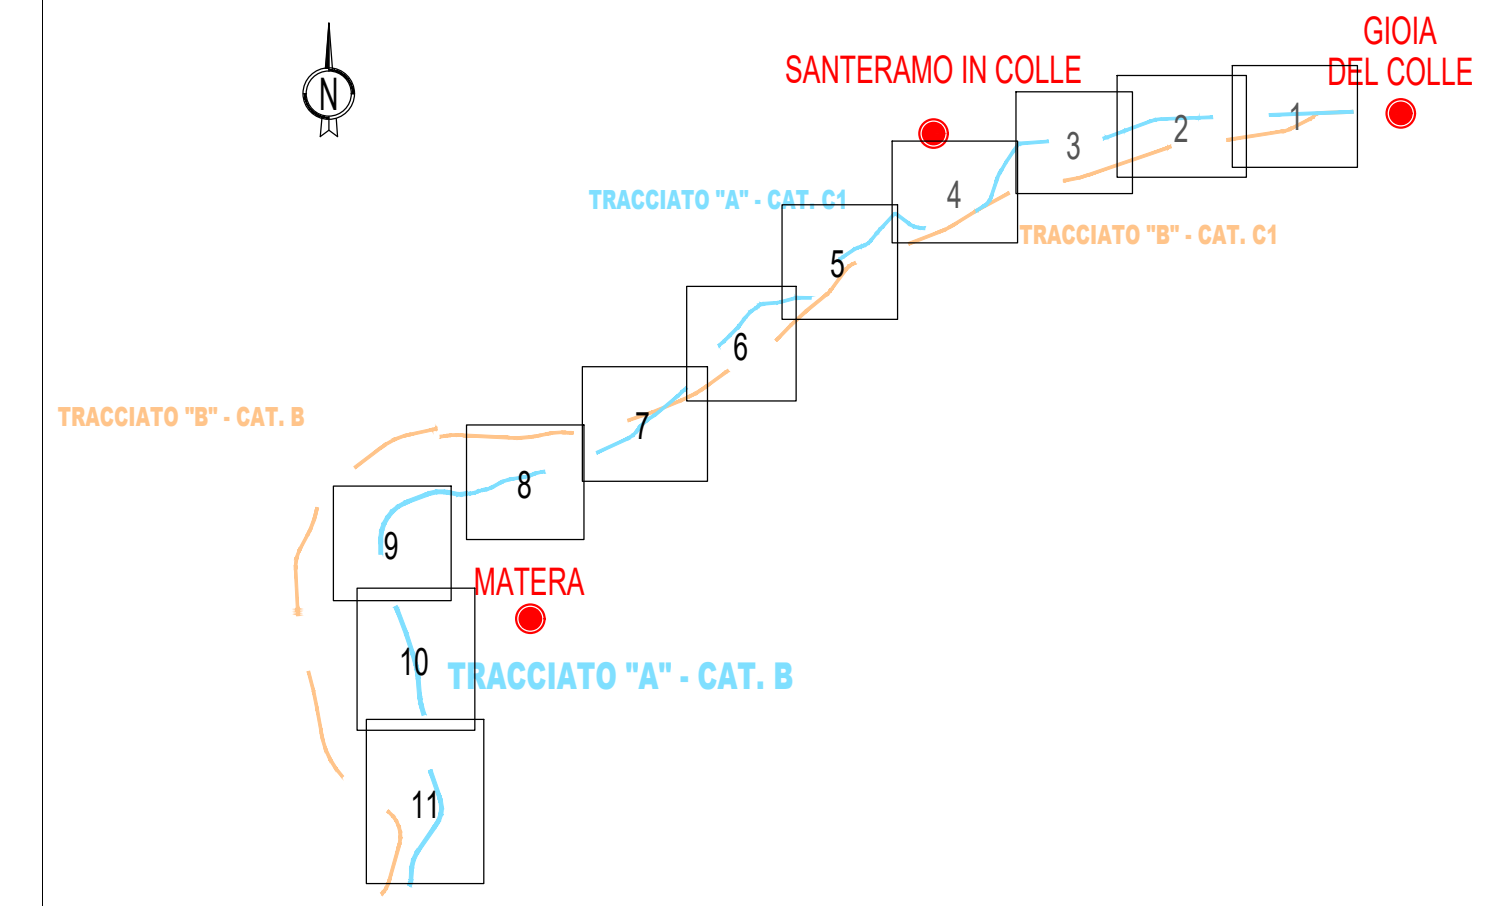 GIOIA
DEL COLLE
SANTERAMO IN COLLE
N
1
2
3
4
TRACCIATO "A" - CAT. C1
TRACCIATO "B" - CAT. C1
5
6
TRACCIATO "B" - CAT. B
7
8
9
MATERA
10
TRACCIATO "A" - CAT. B
11